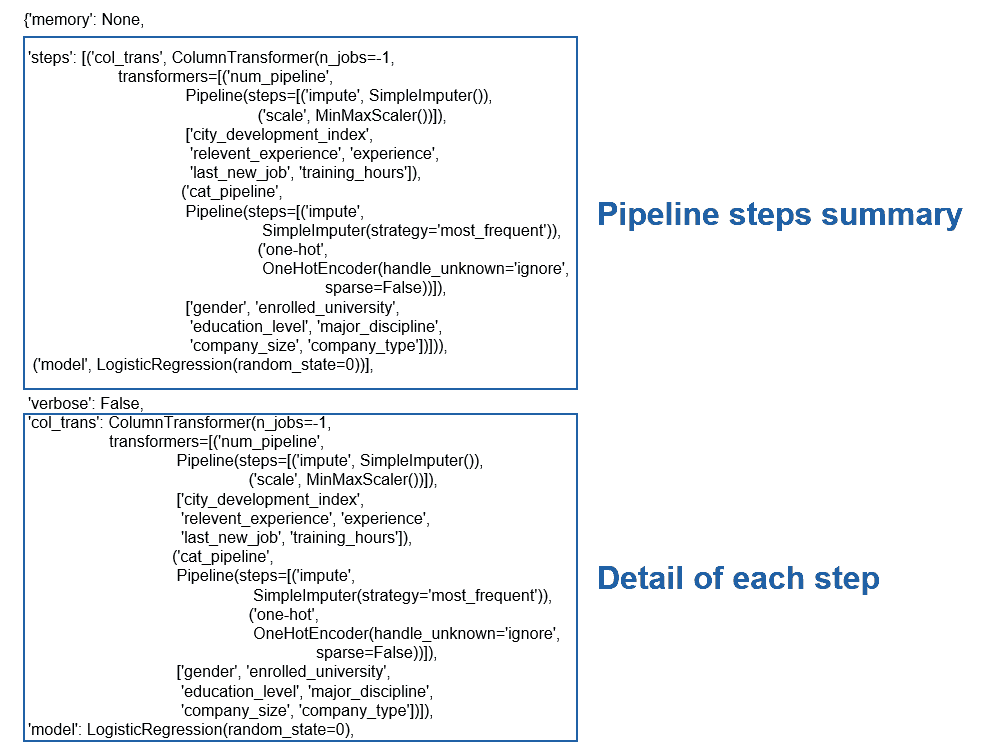 {'memory': None,
'steps': [('col_trans', ColumnTransformer(n_jobs=-1,
transformers=[('num_pipeline',
Pipeline(steps=[('impute', SimpleImputer()),
('scale', MinMaxScaler())]),
['city_development_index',
'relevent_experience', 'experience',
'last_new_job', 'training_hours']),
('cat_pipeline',
Pipeline(steps=[('impute',
SimpleImputer(strategy='most_frequent')),
('one-hot',
OneHotEncoder(handle_unknown='ignore',
sparse=False))]),
['gender', 'enrolled_university',
'education_level', 'major_discipline',
'company_size', 'company_type'])])),
('model', LogisticRegression(random_state=0))],
Pipeline steps summary
'verbose': False,
'col_trans': ColumnTransformer(n_jobs=-1,
transformers=[('num_pipeline',
Pipeline(steps=[('impute', SimpleImputer()),
('scale', MinMaxScaler())]),
['city_development_index',
'relevent_experience', 'experience',
'last_new_job', 'training_hours']),
('cat_pipeline',
Pipeline(steps=[('impute',
SimpleImputer(strategy='most_frequent')),
('one-hot',
OneHotEncoder(handle_unknown='ignore',
sparse=False))]),
['gender', 'enrolled_university',
'education_level', 'major_discipline',
'company_size', 'company_type'])]),
'model': LogisticRegression(random_state=0),
Detail of each step